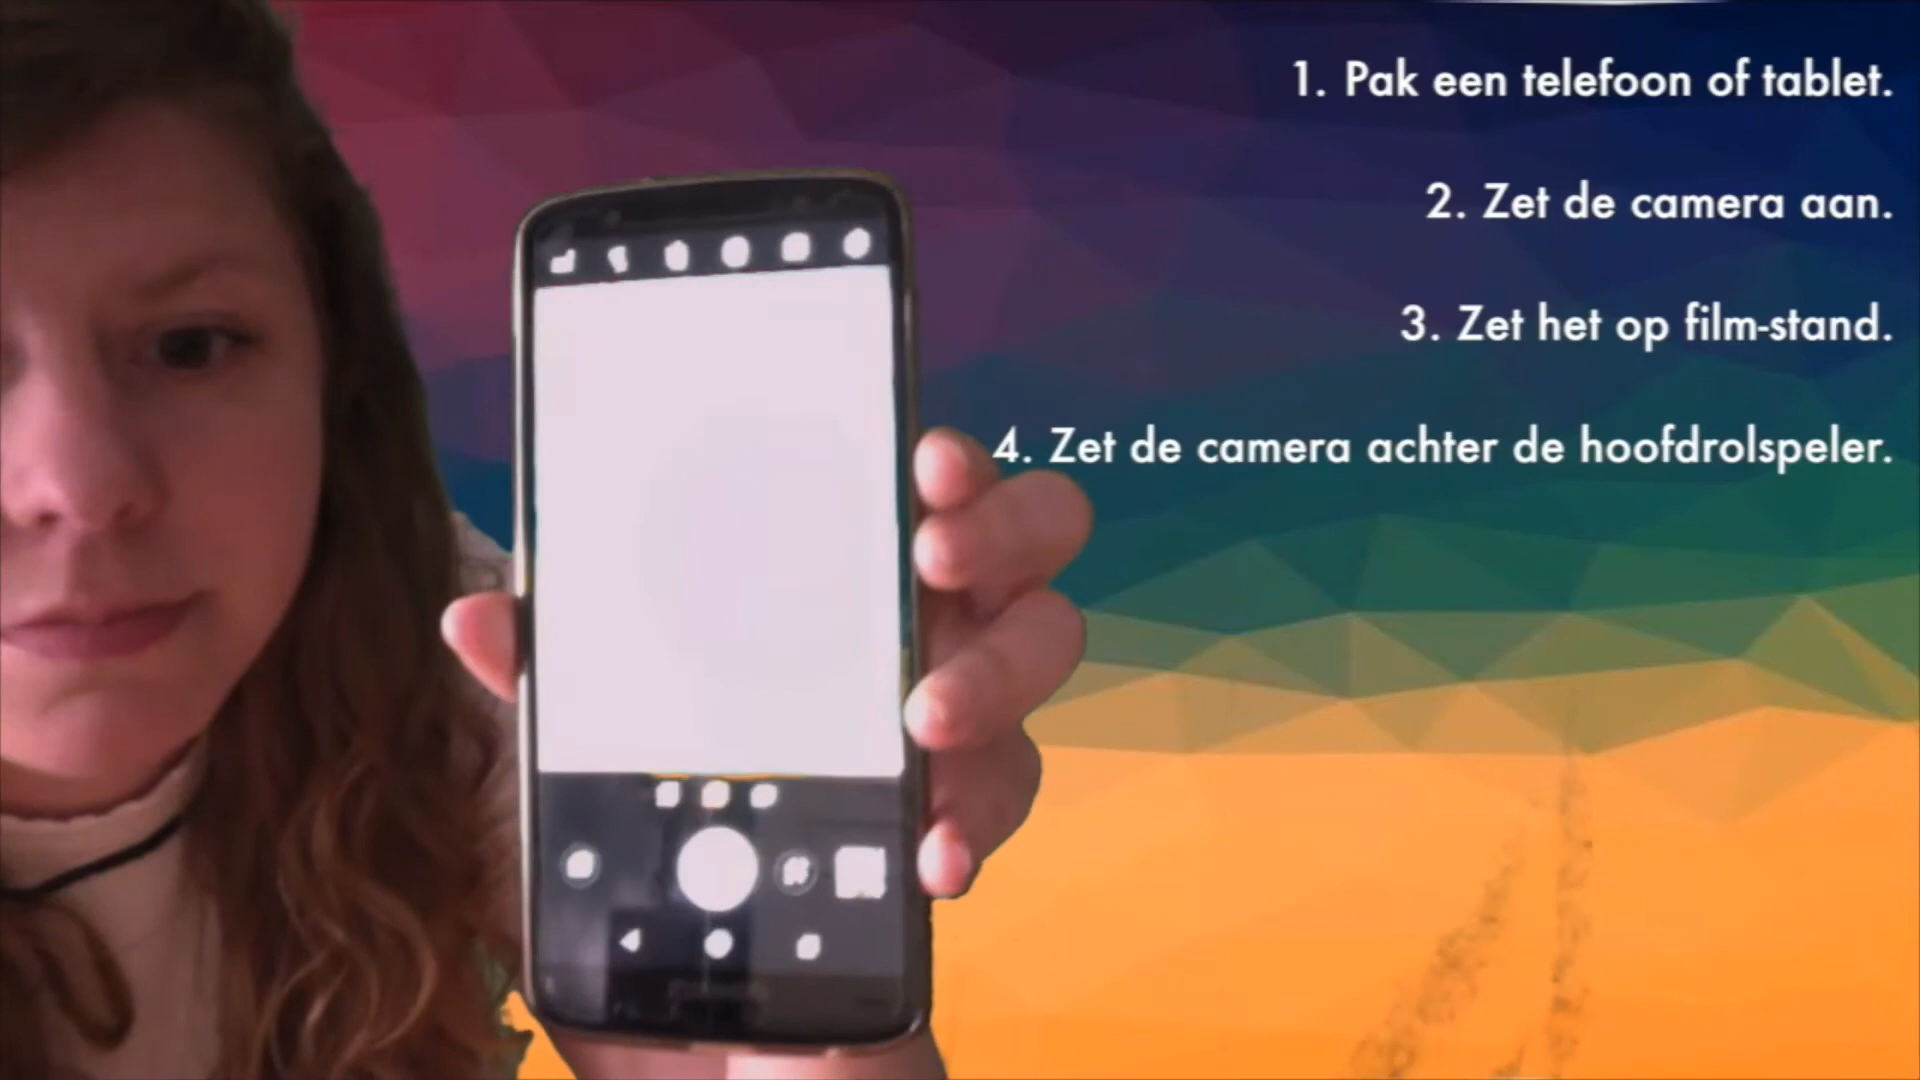 1. Pak een telefoon of tablet.
2. Zet de camera aan.
3. Zet het op film-stand.
4. Zet de camera achter de hoofdrolspeler.